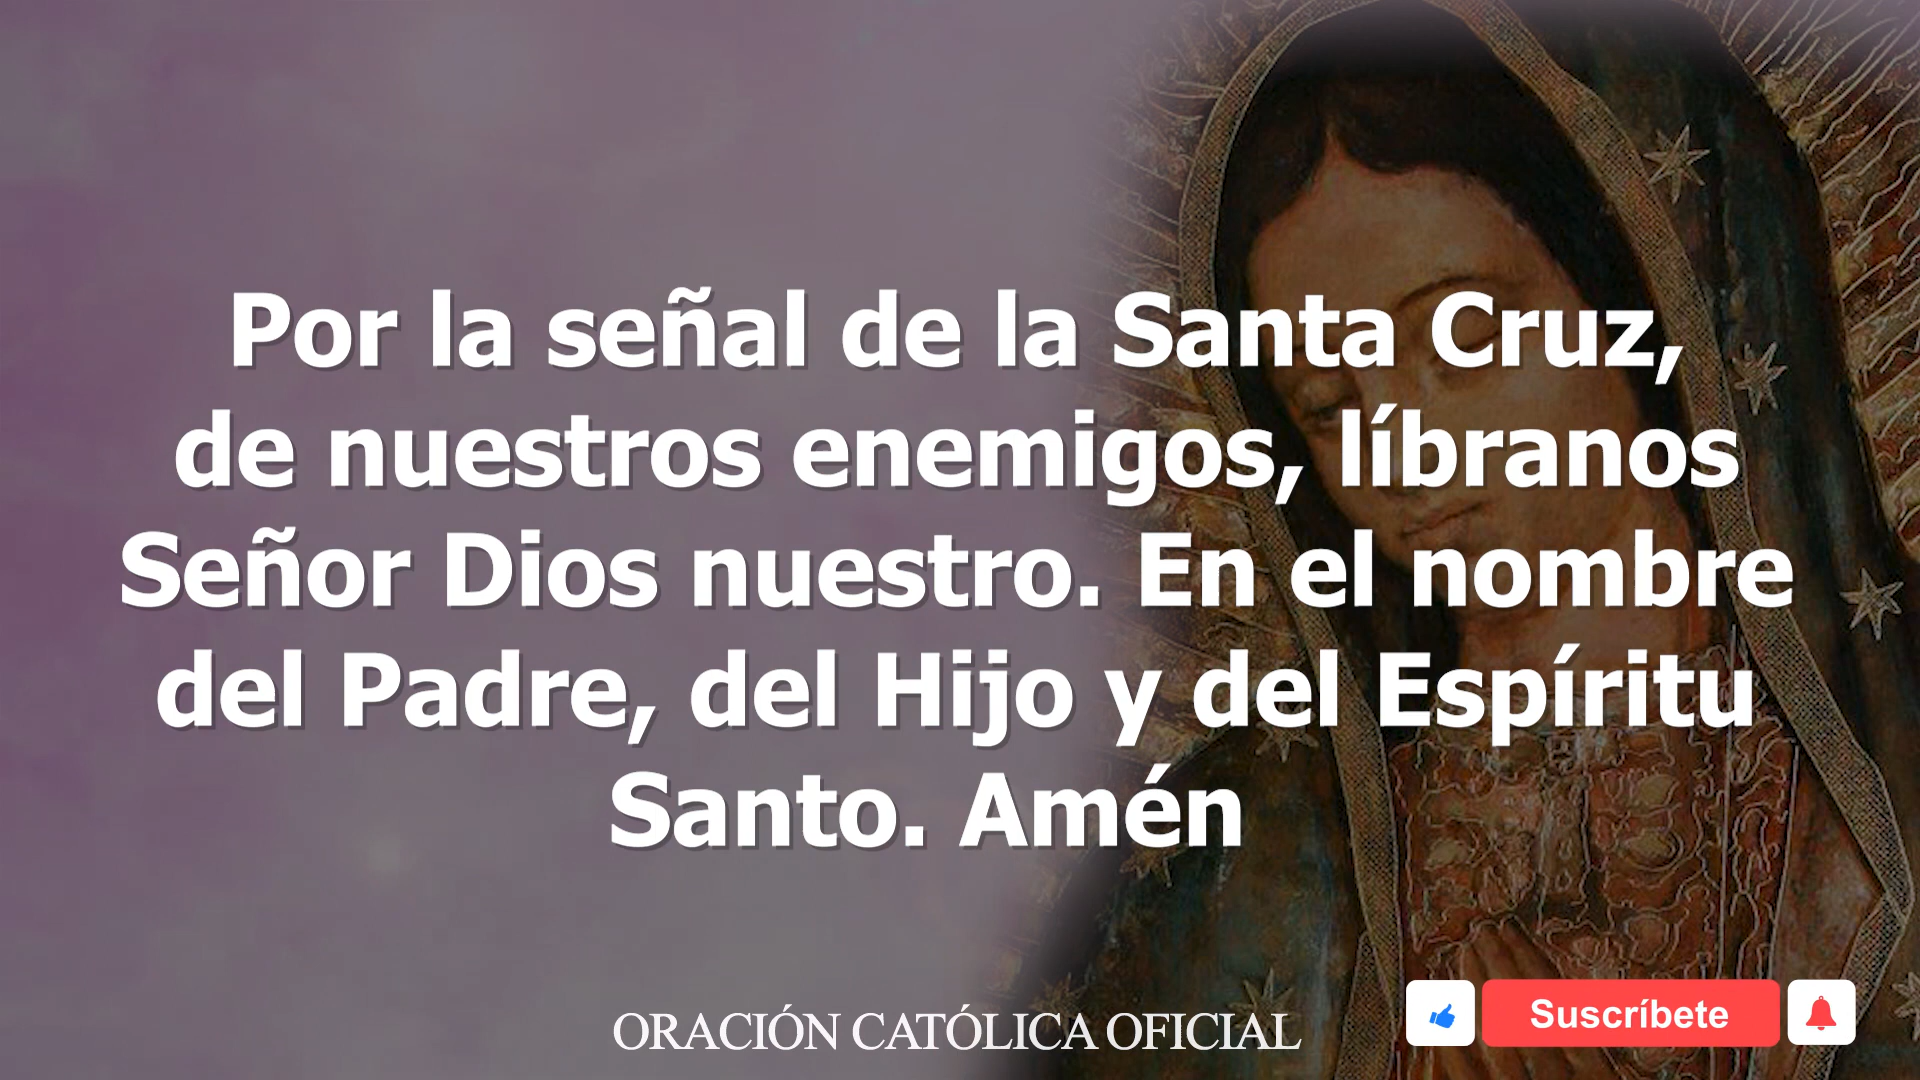 Por la señal de la Santa Cruz,
de nuestros enemigos, líbranos
Señor Dios nuestro. En el nombre
del Padre, del Hijo y del Espíritu
Santo. Amén
ORACIÓN CATÓLICA OFICIAL
Suscríbete